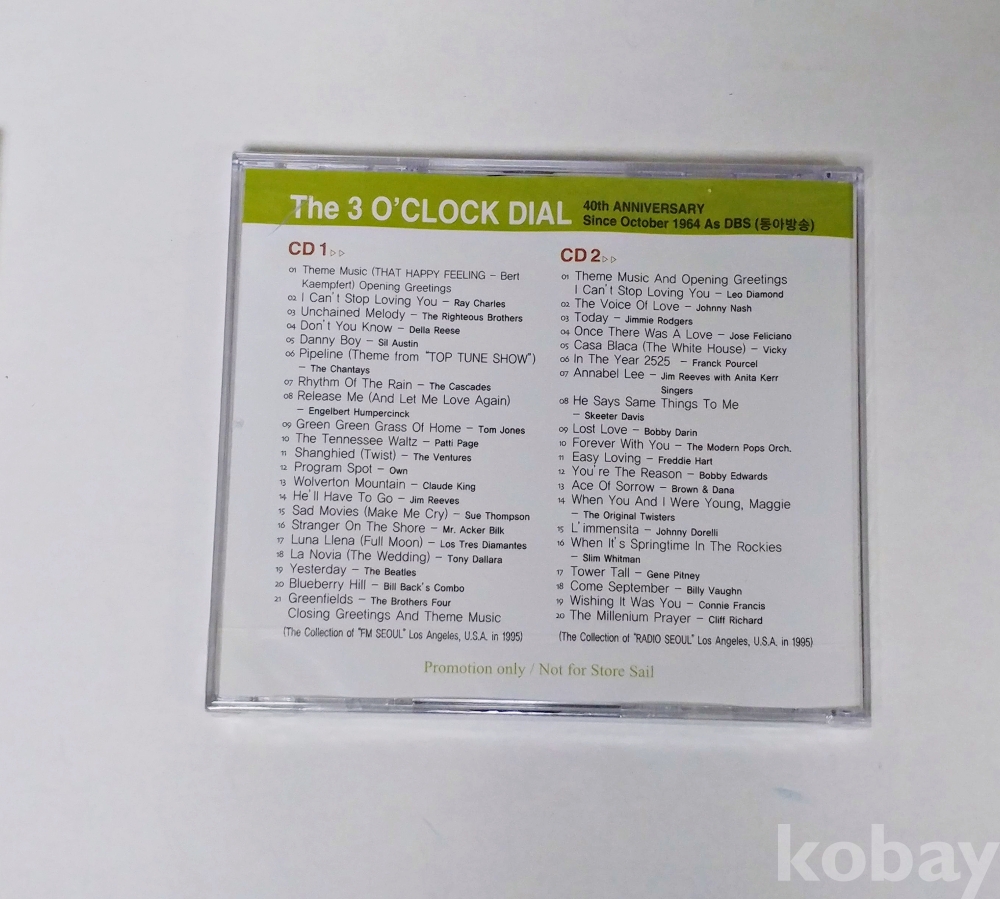 The 3 O'CLOCK DIAL
40th ANNIVERSARY
Since October 1964 As DBS (동아방송)
CD 1▷▷
01 Theme Music (THAT HAPPY FEELING - Bert
Kaempfert) Opening Greetings
02 I Can't Stop Loving You - Ray Charles
03 Unchained Melody - The Righteous Brothers
04 Don't You Know - Della Reese
05 Danny Boy - Sil Austin
06 Pipeline (Theme from "TOP TUNE SHOW")
- The Chantays
07 Rhythm Of The Rain - The Cascades
08 Release Me (And Let Me Love Again)
- Engelbert Humpercinck
09 Green Green Grass Of Home - Tom Jones
10 The Tennessee Waltz - Patti Page
11 Shanghied (Twist) - The Ventures
12 Program Spot - Own
13 Wolverton Mountain - Claude King
14 He'll Have To Go - Jim Reeves
15 Sad Movies (Make Me Cry) - Sue Thompson
16 Stranger On The Shore - Mr. Acker Bilk
17 Luna Llena (Full Moon) - Los Tres Diamantes
18 La Novia (The Wedding) - Tony Dallara
19 Yesterday - The Beatles
20 Blueberry Hill - Bill Back's Combo
21 Greenfields - The Brothers Four
Closing Greetings And Theme Music
(The Collection of "FM SEOUL" Los Angeles, U.S.A. in 1995)
CD 2▷▷
01 Theme Music And Opening Greetings
I Can't Stop Loving You - Leo Diamond
02 The Voice Of Love - Johnny Nash
03 Today - Jimmie Rodgers
04 Once There Was A Love - Jose Feliciano
05 Casa Blaca (The White House) - Vicky
06 In The Year 2525 - Franck Pourcel
07 Annabel Lee - Jim Reeves with Anita Kerr
Singers
08 He Says Same Things To Me
- Skeeter Davis
09 Lost Love - Bobby Darin
10 Forever With You - The Modern Pops Orch.
11 Easy Loving - Freddie Hart
12 You're The Reason - Bobby Edwards
13 Ace Of Sorrow - Brown & Dana
14 When You And I Were Young, Maggie
- The Original Twisters
15 L'immensita - Johnny Dorelli
16 When It's Springtime In The Rockies
- Slim Whitman
17 Tower Tall - Gene Pitney
18 Come September - Billy Vaughn
19 Wishing It Was You - Connie Francis
20 The Millenium Prayer - Cliff Richard
(The Collection of "RADIO SEOUL" Los Angeles, U.S.A. in 1995)
Promotion only / Not for Store Sail
kobay